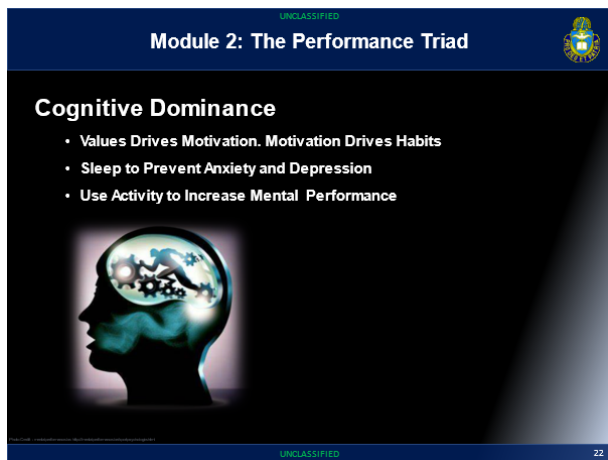 UNCLASSIFIED
Module 2: The Performance Triad
Cognitive Dominance
• Values Drives Motivation. Motivation Drives Habits
• Sleep to Prevent Anxiety and Depression
• Use Activity to Increase Mental Performance
UNCLASSIFIED
22